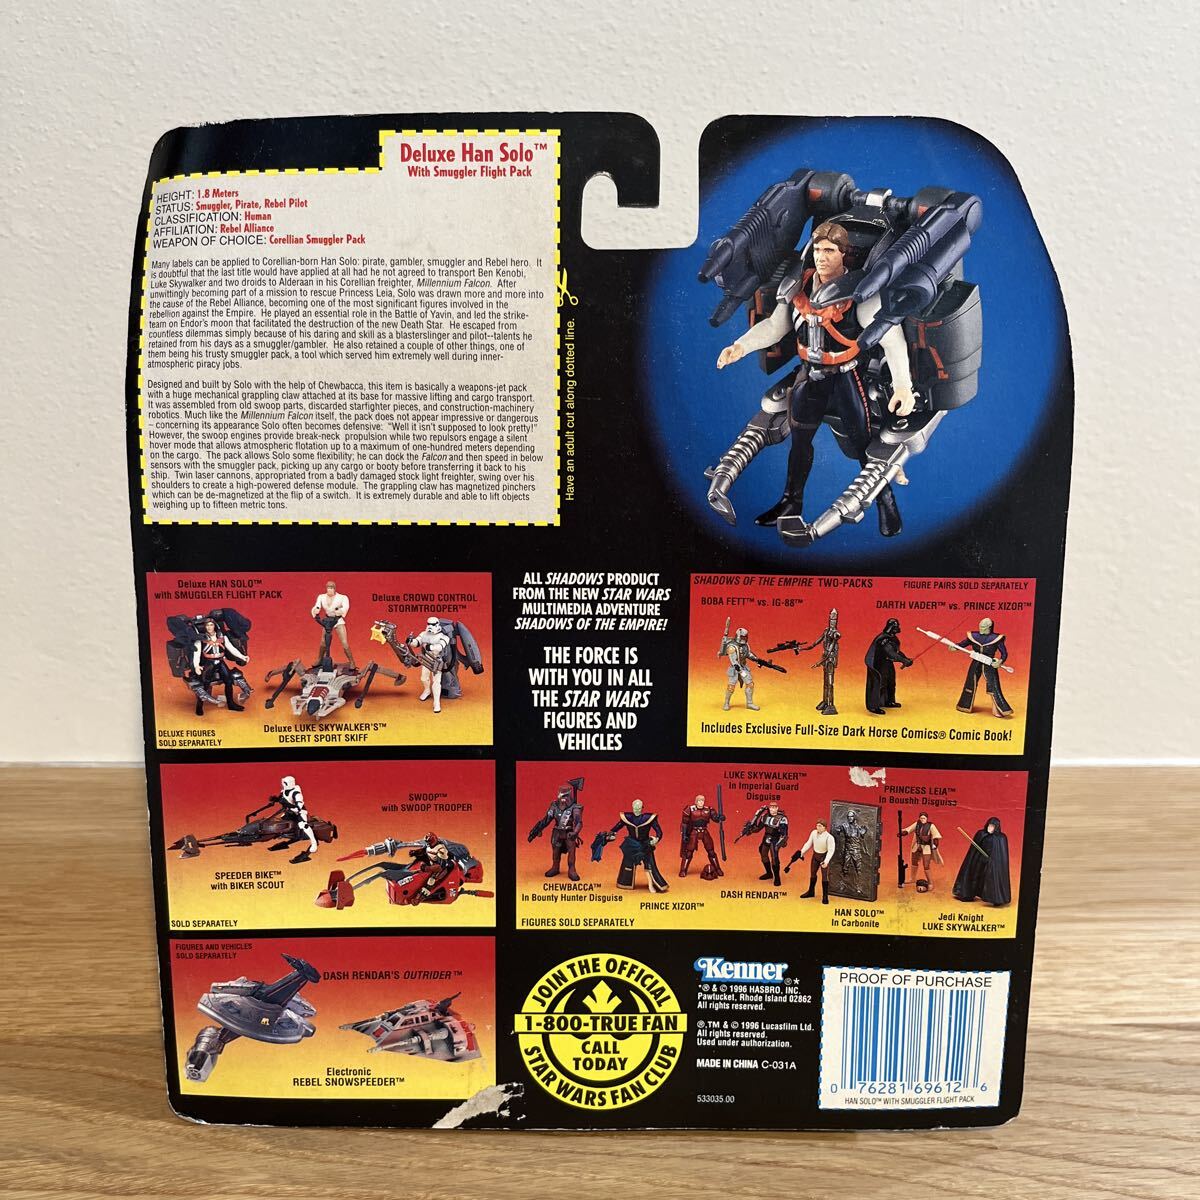 Deluxe Han Solo™
With Smuggler Flight Pack
HEIGHT: 1.8 Meters
STATUS: Smuggler, Pirate, Rebel Pilot
CLASSIFICATION: Human
AFFILIATION: Rebel Alliance
WEAPON OF CHOICE: Corellian Smuggler Pack
Many labels can be applied to Corellian-born Han Solo: pirate, gambler, smuggler and Rebel hero. It
is doubtful that the last title would have applied at all had he not agreed to transport Ben Kenobi,
Luke Skywalker and two droids to Alderaan in his Corellian freighter, Millennium Falcon. After
unwittingly becoming part of a mission to rescue Princess Leia, Solo was drawn more and more into
the cause of the Rebel Alliance, becoming one of the most significant figures involved in the
rebellion against the Empire. He played an essential role in the Battle of Yavin, and led the strike-
team on Endor's moon that facilitated the destruction of the new Death Star. He escaped from
countless dilemmas simply because of his daring and skill as a blasterslinger and pilot--talents he
retained from his days as a smuggler/gambler. He also retained a couple of other things, one of
them being his trusty smuggler pack, a tool which served him extremely well during inner-
atmospheric piracy jobs.
Designed and built by Solo with the help of Chewbacca, this item is basically a weapons-jet pack
with a huge mechanical grappling claw attached at its base for massive lifting and cargo transport.
It was assembled from old swoop parts, discarded starfighter pieces, and construction-machinery
robotics. Much like the Millennium Falcon itself, the pack does not appear impressive or dangerous
– concerning its appearance Solo often becomes defensive: "Well it isn't supposed to look pretty!"
However, the swoop engines provide break-neck propulsion while two repulsors engage a silent
hover mode that allows atmospheric flotation up to a maximum of one-hundred meters depending
on the cargo. The pack allows Solo some flexibility; he can dock the Falcon and then speed in below
sensors with the smuggler pack, picking up any cargo or booty before transferring it back to his
ship. Twin laser cannons, appropriated from a badly damaged stock light freighter, swing over his
shoulders to create a high-powered defense module. The grappling claw has magnetized pinchers
which can be de-magnetized at the flip of a switch. It is extremely durable and able to lift objects
weighing up to fifteen metric tons.
Have an adult cut along dotted line.
Deluxe HAN SOLO™
with SMUGGLER FLIGHT PACK
Deluxe CROWD CONTROL
STORMTROOPER™
DELUXE FIGURES
SOLD SEPARATELY
Deluxe LUKE SKYWALKER'S™
DESERT SPORT SKIFF
ALL SHADOWS PRODUCT
FROM THE NEW STAR WARS
MULTIMEDIA ADVENTURE
SHADOWS OF THE EMPIRE!
THE FORCE IS
WITH YOU IN ALL
THE STAR WARS
FIGURES AND
VEHICLES
SHADOWS OF THE EMPIRE TWO-PACKS
FIGURE PAIRS SOLD SEPARATELY
BOBA FETT™ vs. IG-88™
DARTH VADER™ vs. PRINCE XIZOR™
Includes Exclusive Full-Size Dark Horse Comics® Comic Book!
SWOOP™
with SWOOP TROOPER
SPEEDER BIKE™
with BIKER SCOUT
SOLD SEPARATELY
LUKE SKYWALKER™
In Imperial Guard
Disguise
PRINCESS LEIA™
In Boushh Disguise
CHEWBACCA™
In Bounty Hunter Disguise
PRINCE XIZOR™
DASH RENDAR™
HAN SOLO™
In Carbonite
Jedi Knight
LUKE SKYWALKER™
FIGURES SOLD SEPARATELY
FIGURES AND VEHICLES
SOLD SEPARATELY
DASH RENDAR'S OUTRIDER™
Electronic
REBEL SNOWSPEEDER™
JOIN THE OFFICIAL
1-800-TRUE FAN
CALL
TODAY
STAR WARS FAN CLUB
Kenner®*
*® & © 1996 HASBRO, INC.
Pawtucket, Rhode Island 02862
All rights reserved.
®,TM & © 1996 Lucasfilm Ltd.
All rights reserved.
Used under authorization.
MADE IN CHINA C-031A
533035.00
PROOF OF PURCHASE
0 76281 69612 6
HAN SOLO™ WITH SMUGGLER FLIGHT PACK